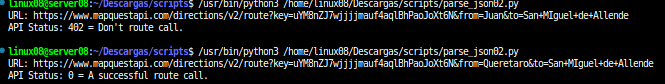 linux08@server08:~/Descargas/scripts$ /usr/bin/python3 /home/linux08/Descargas/scripts/parse_json02.py
URL: https://www.mapquestapi.com/directions/v2/route?key=uYM8nZJ7wjjjjmauf4aqlBhPaoJoXt6N&from=Juan&to=San+MIguel+de+Allende
API Status: 402 = Don't route call.

linux08@server08:~/Descargas/scripts$ /usr/bin/python3 /home/linux08/Descargas/scripts/parse_json02.py
URL: https://www.mapquestapi.com/directions/v2/route?key=uYM8nZJ7wjjjjmauf4aqlBhPaoJoXt6N&from=Queretaro&to=San+MIguel+de+Allende
API Status: 0 = A successful route call.